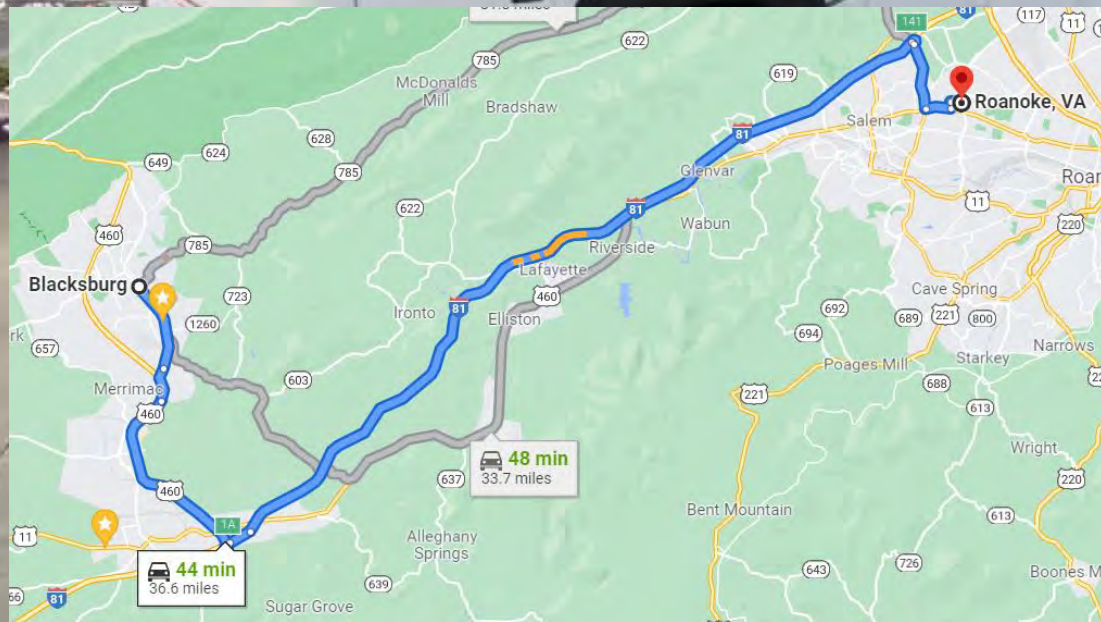 622
785
81
141
117
11
McDonalds
Mill
Bradshaw
619
Roanoke, VA
Salem
81
628
624
649
785
Glenvar
622
81
Wabun
11
220
460
785
Riverside
Blacksburg
723
Lafayette
460
Cave Spring
221
689
800
692
694
Starkey
Narrows
1260
Ironto
81
Elliston
657
Poages Mill
688
Merrimac
603
221
613
460
48 min
33.7 miles
Wright
460
637
220
Bent Mountain
613
1A
11
Alleghany
Springs
44 min
36.6 miles
639
643
726
81
Sugar Grove